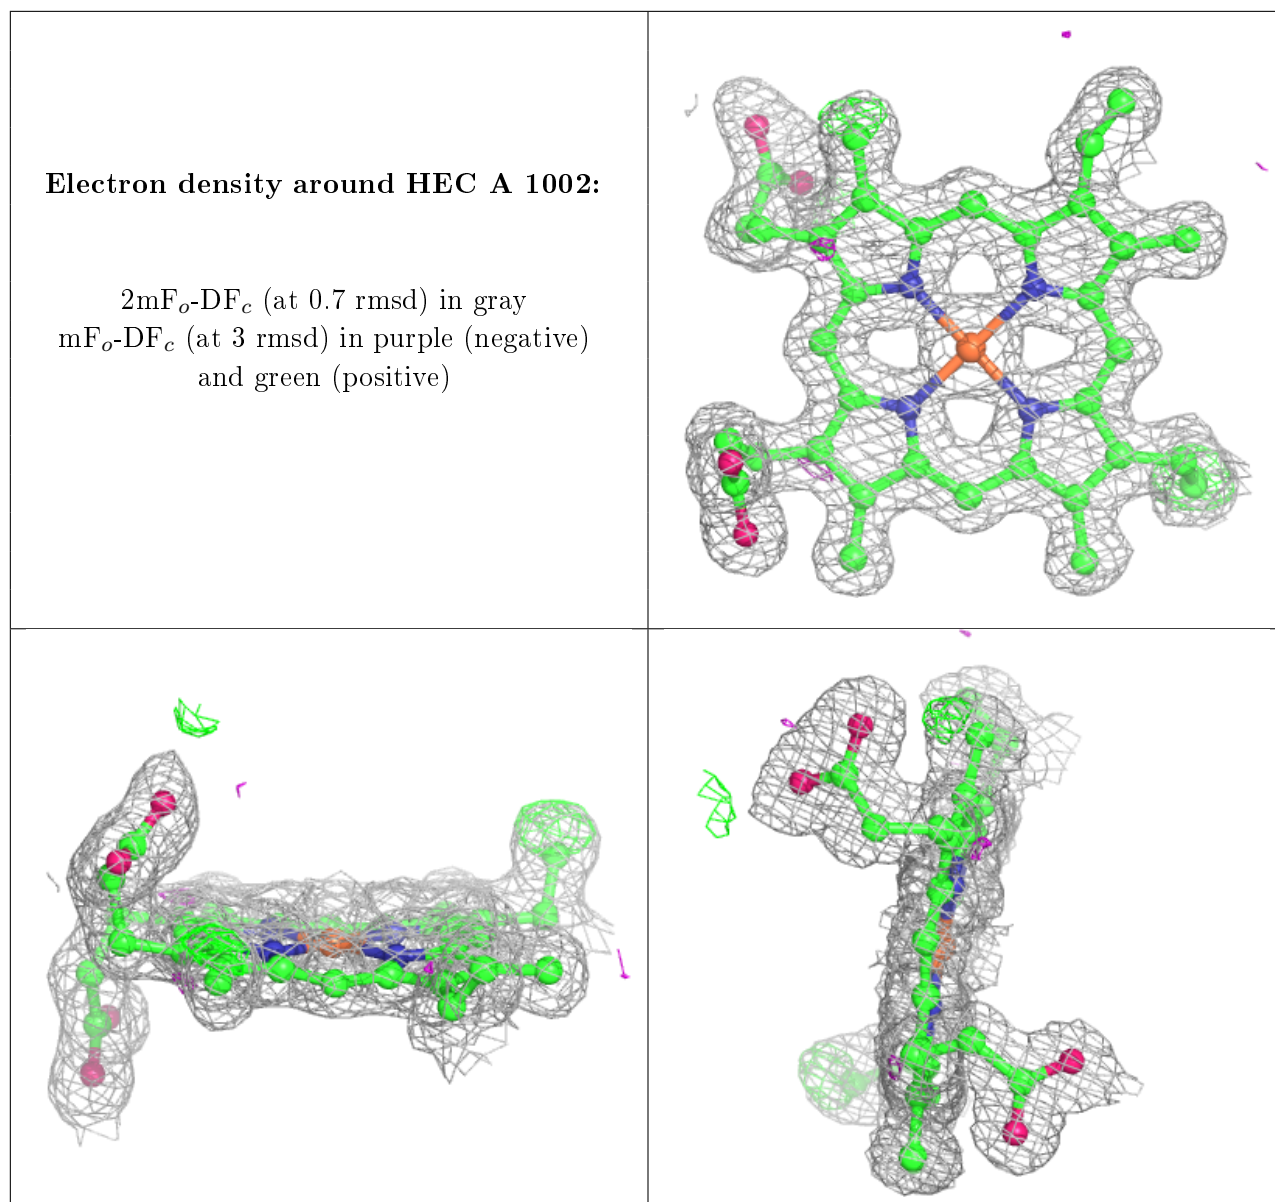 Electron density around HEC A 1002:
2mFₒ-DF𝒸 (at 0.7 rmsd) in gray
mFₒ-DF𝒸 (at 3 rmsd) in purple (negative)
and green (positive)